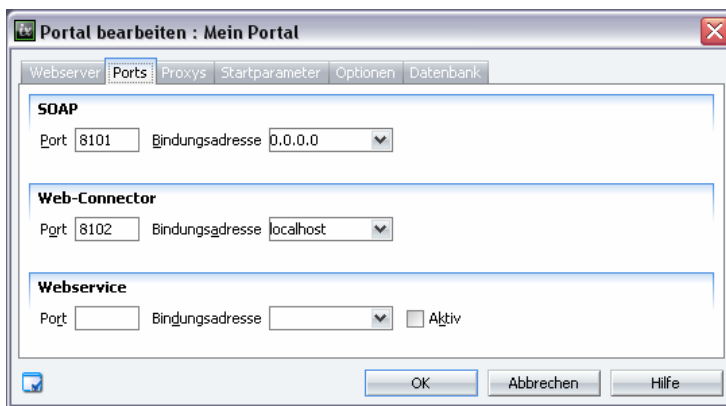 ix Portal bearbeiten : Mein Portal
Webserver Ports Proxys Startparameter Optionen Datenbank
SOAP
Port 8101 Bindungsadresse 0.0.0.0
Web-Connector
Port 8102 Bindungsadresse localhost
Webservice
Port Bindungsadresse Aktiv
OK Abbrechen Hilfe